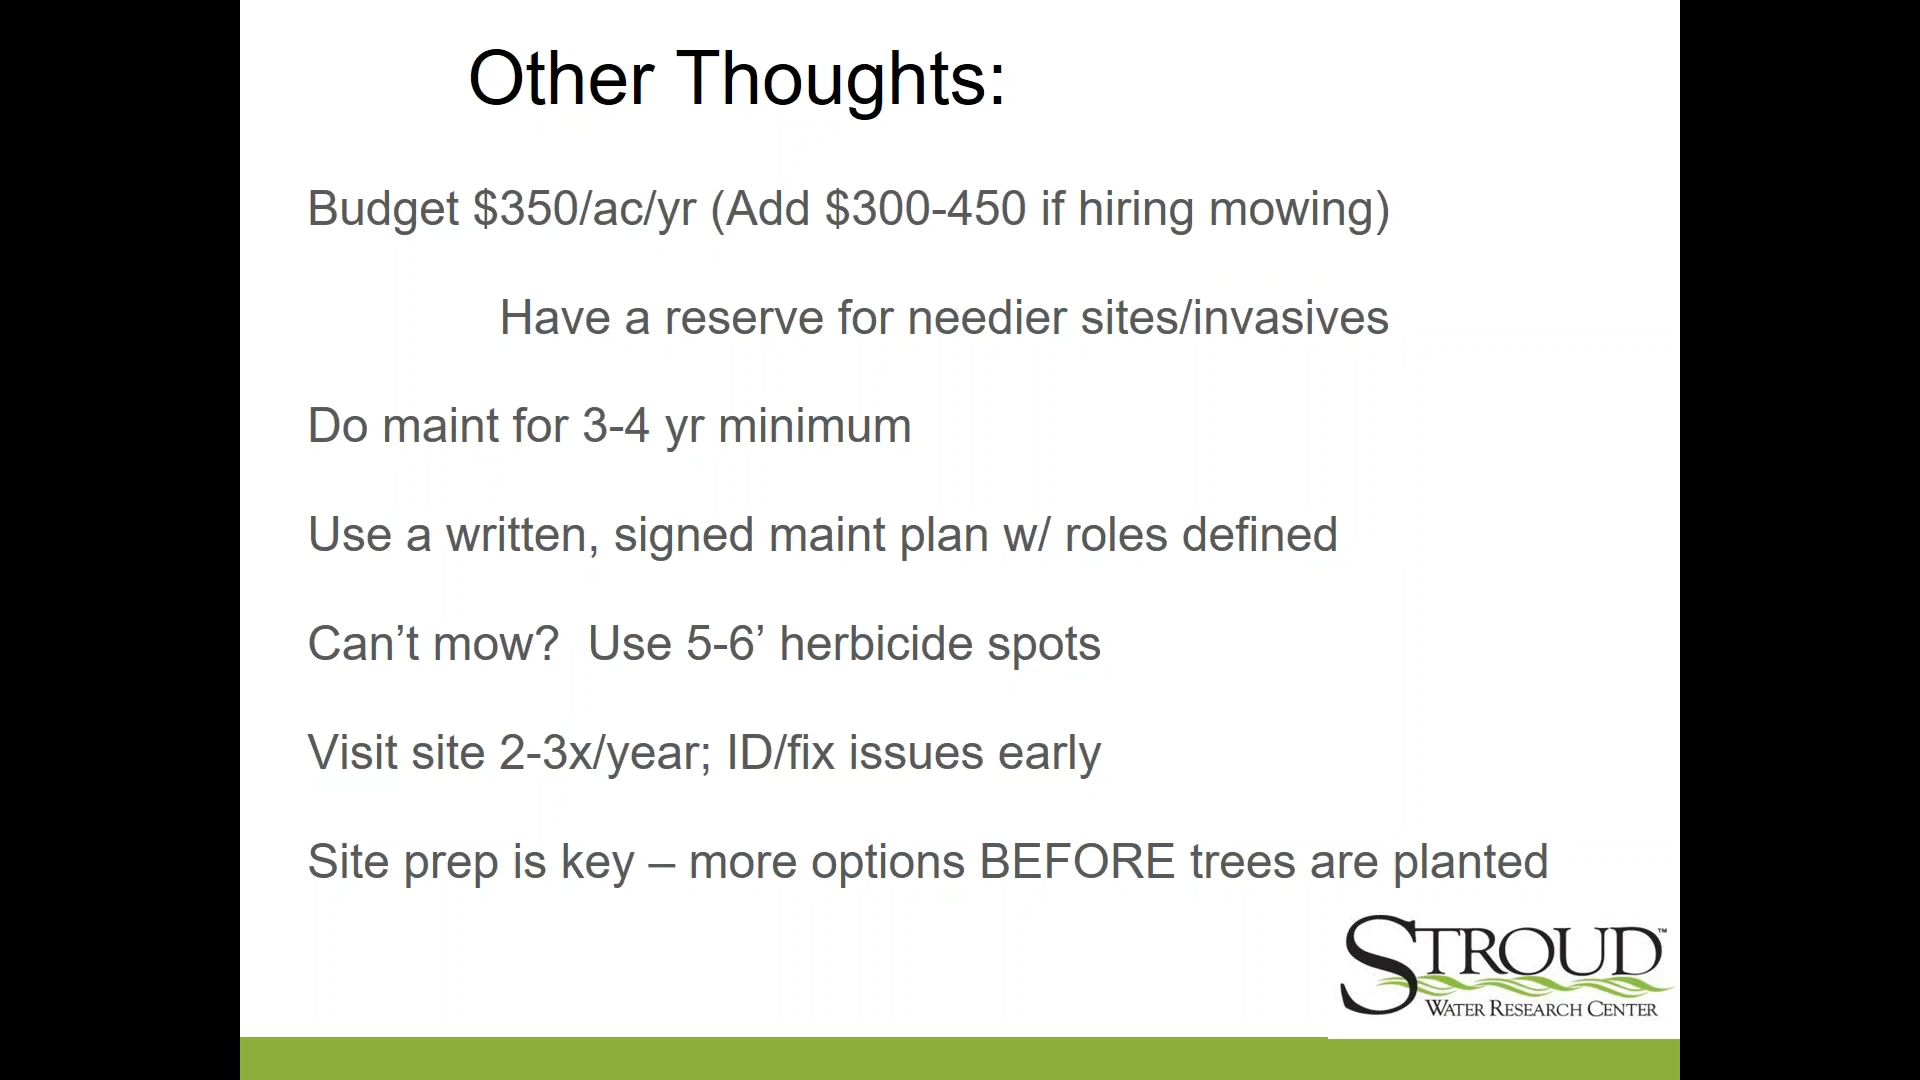 Other Thoughts:
Budget $350/ac/yr (Add $300-450 if hiring mowing)
Have a reserve for needier sites/invasives
Do maint for 3-4 yr minimum
Use a written, signed maint plan w/ roles defined
Can’t mow?  Use 5-6’ herbicide spots
Visit site 2-3x/year; ID/fix issues early
Site prep is key – more options BEFORE trees are planted
STROUD™
WATER RESEARCH CENTER